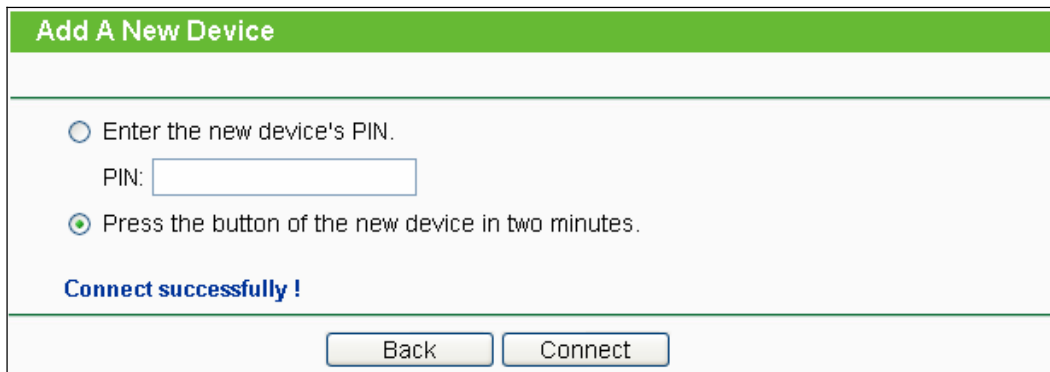 Add A New Device
Enter the new device's PIN.
PIN:
Press the button of the new device in two minutes.
Connect successfully !
Back Connect